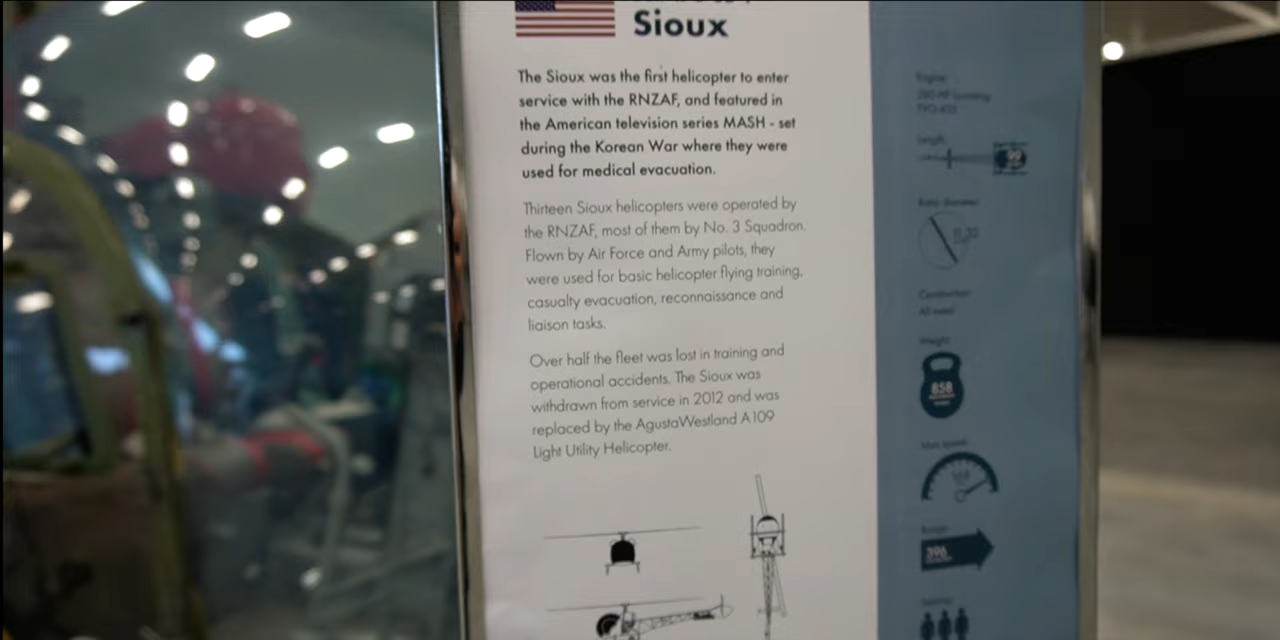 Sioux
The Sioux was the first helicopter to enter
service with the RNZAF, and featured in
the American television series MASH - set
during the Korean War where they were
used for medical evacuation.
Thirteen Sioux helicopters were operated by
the RNZAF, most of them by No. 3 Squadron.
Flown by Air Force and Army pilots, they
were used for basic helicopter flying training,
casualty evacuation, reconnaissance and
liaison tasks.
Over half the fleet was lost in training and
operational accidents. The Sioux was
withdrawn from service in 2012 and was
replaced by the AgustaWestland A109
Light Utility Helicopter.
Engine:
Length
Rotor diameter:
Construction:
All metal
Weight
858
Max speed:
396